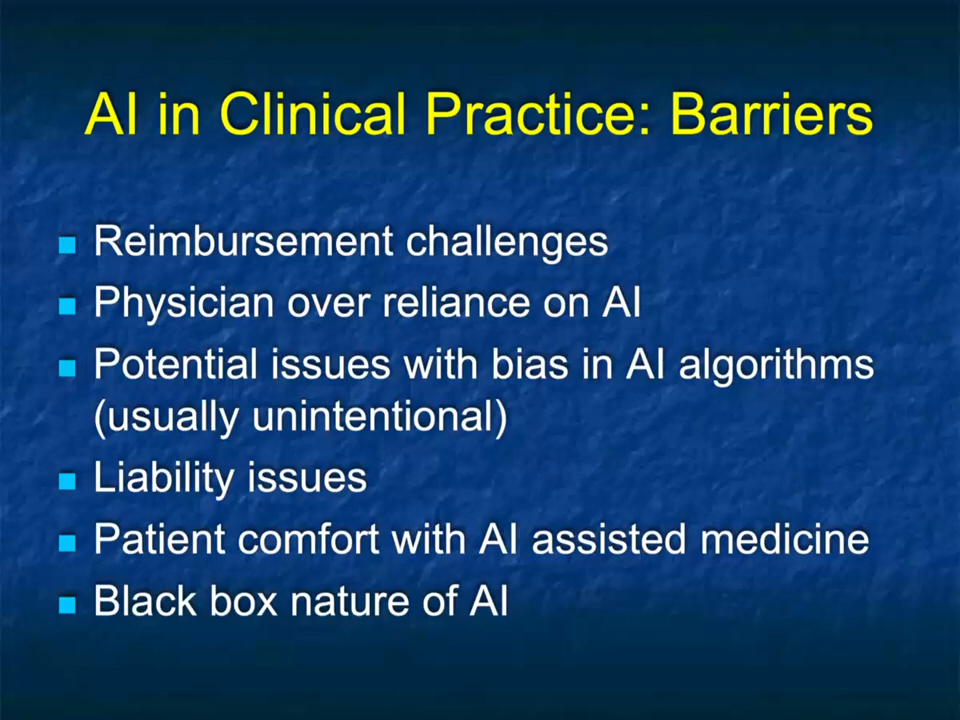 AI in Clinical Practice: Barriers
Reimbursement challenges
Physician over reliance on AI
Potential issues with bias in AI algorithms
(usually unintentional)
Liability issues
Patient comfort with AI assisted medicine
Black box nature of AI